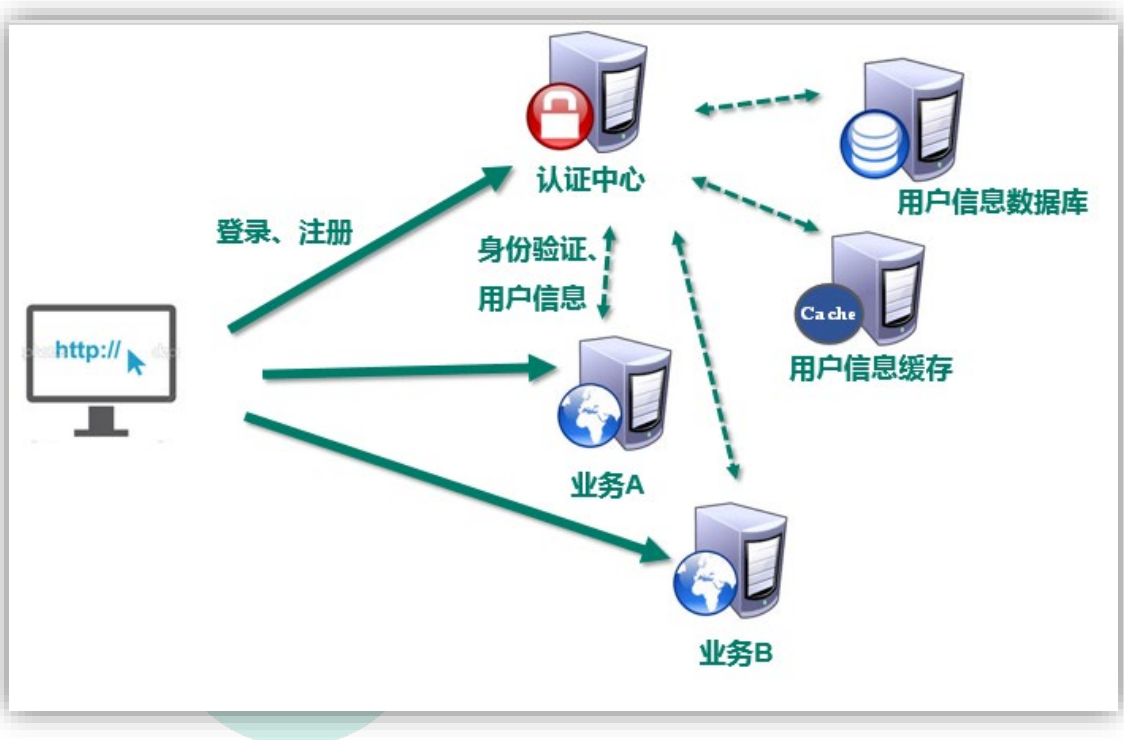 认证中心
用户信息数据库
登录、注册
身份验证、
用户信息
Cache
用户信息缓存
http://
业务A
业务B